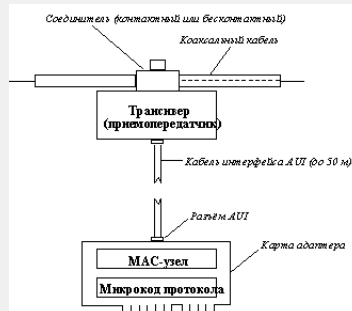 Соединитель (контактный или бесконтактный)
Коаксальный кабель
Трансивер
(приемопередатчик)
Кабель интерфейса AUI (до 50 м)
Разъём AUI
Карта адаптера
МАС-узел
Микрокод протокола